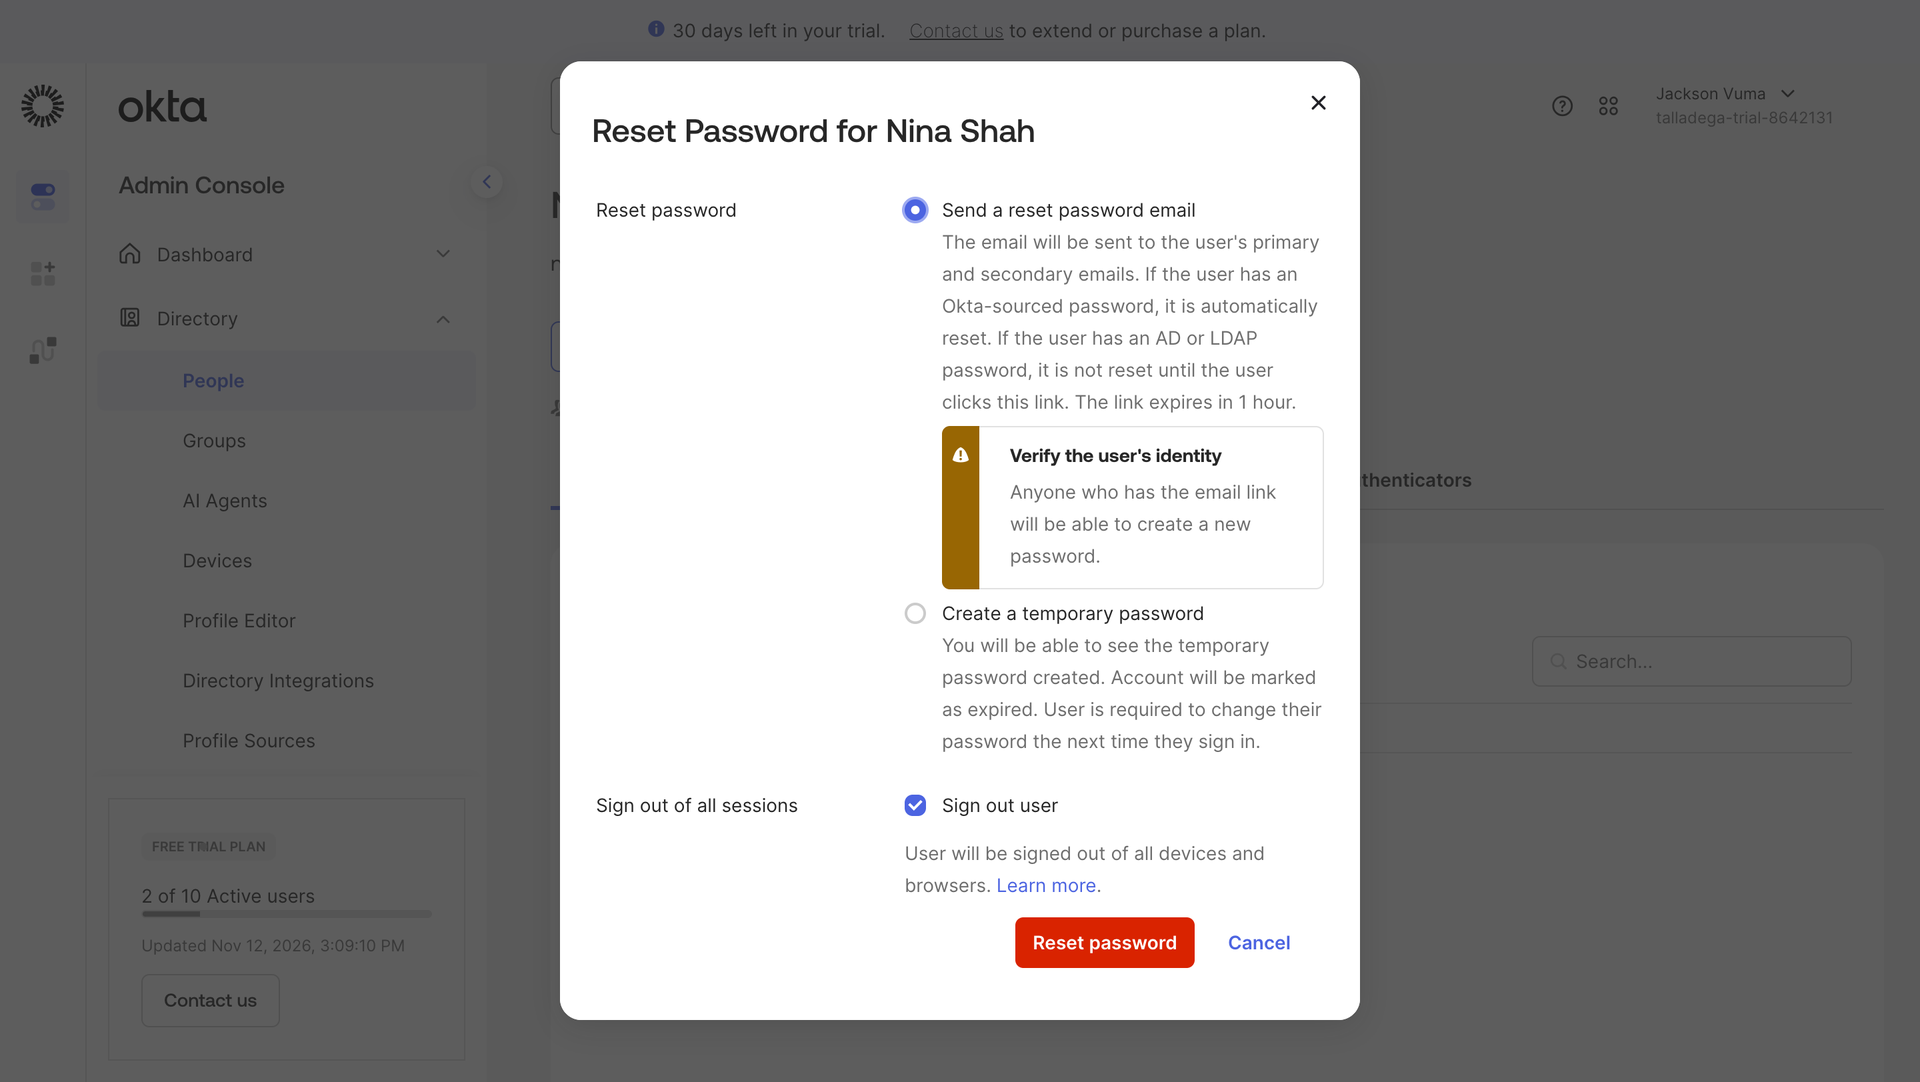 30 days left in your trial. Contact us to extend or purchase a plan.
okta
Jackson Vuma
talladega-trial-8642131
Admin Console
Dashboard
Directory
People
Groups
AI Agents
Devices
Profile Editor
Directory Integrations
Profile Sources
FREE TRIAL PLAN
2 of 10 Active users
Updated Nov 12, 2026, 3:09:10 PM
Contact us
Reset Password for Nina Shah
Reset password
Send a reset password email
The email will be sent to the user's primary
and secondary emails. If the user has an
Okta-sourced password, it is automatically
reset. If the user has an AD or LDAP
password, it is not reset until the user
clicks this link. The link expires in 1 hour.
Verify the user's identity
Anyone who has the email link
will be able to create a new
password.
Create a temporary password
You will be able to see the temporary
password created. Account will be marked
as expired. User is required to change their
password the next time they sign in.
Sign out of all sessions
Sign out user
User will be signed out of all devices and
browsers. Learn more.
Reset password
Cancel
thenticators
Search...